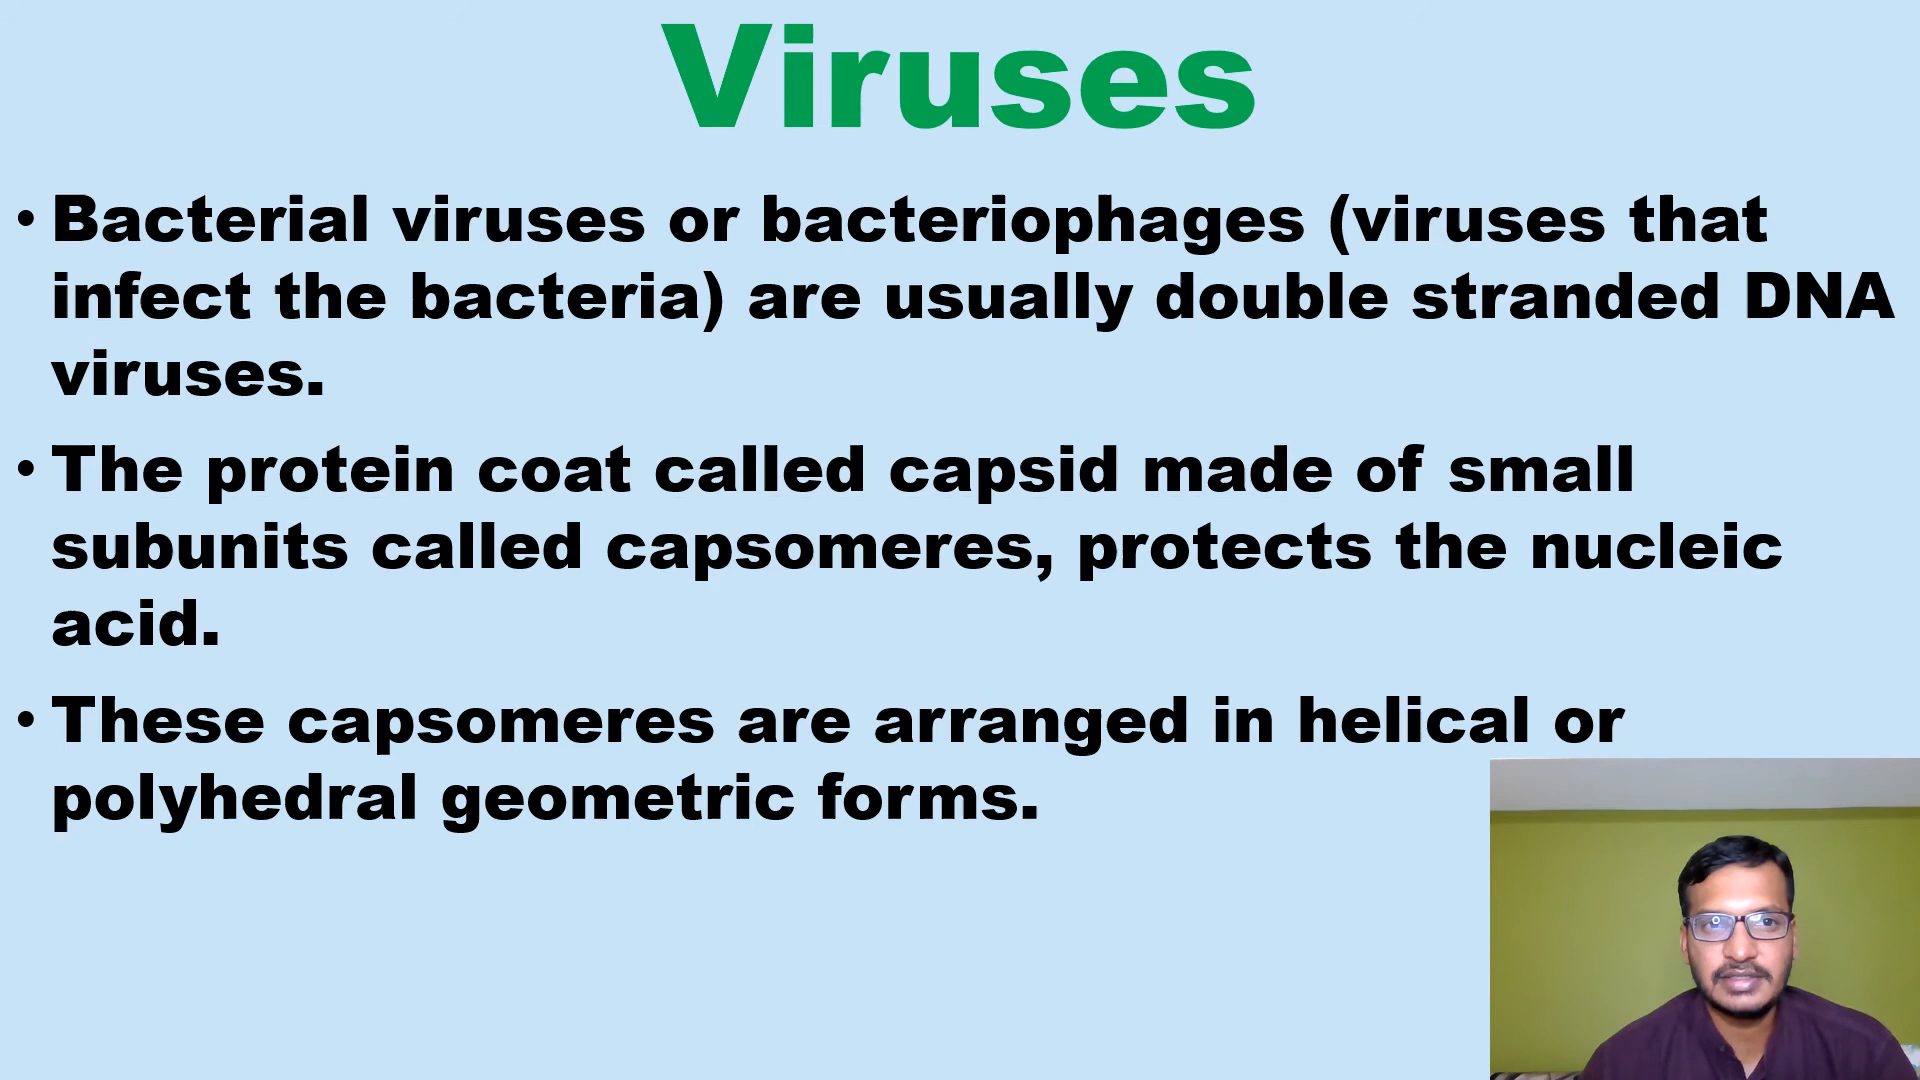 Viruses
• Bacterial viruses or bacteriophages (viruses that
infect the bacteria) are usually double stranded DNA
viruses.
• The protein coat called capsid made of small
subunits called capsomeres, protects the nucleic
acid.
• These capsomeres are arranged in helical or
polyhedral geometric forms.